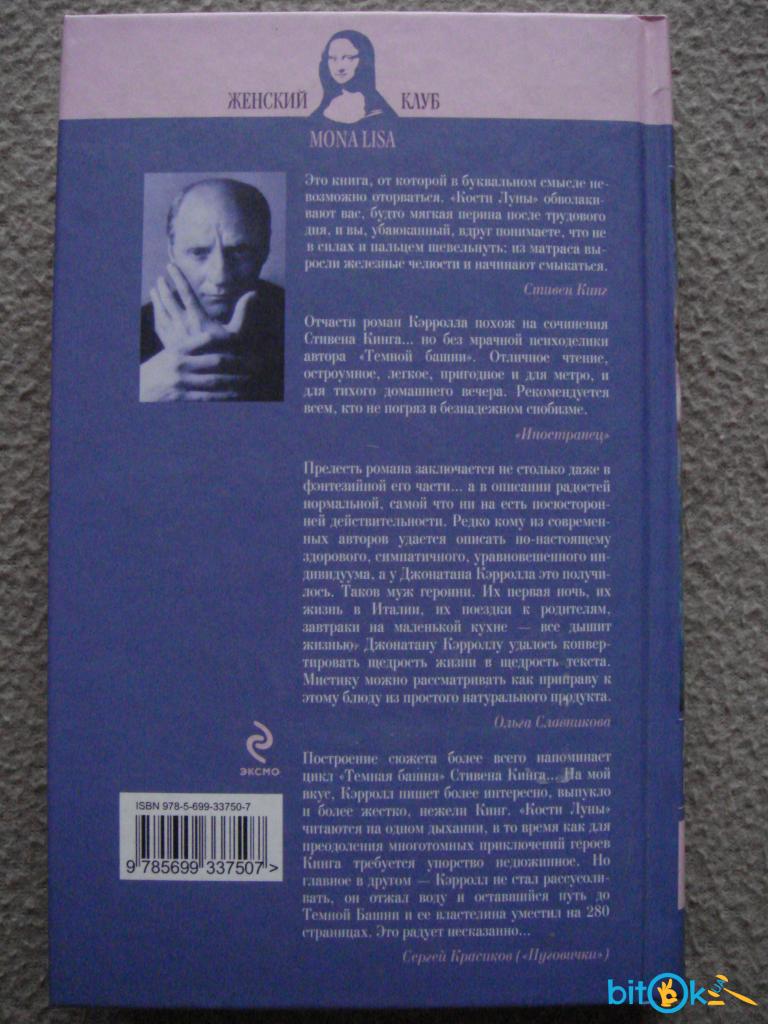 ЖЕНСКИЙ КЛУБ
MONA LISA
Это книга, от которой в буквальном смысле не-
возможно оторваться. «Кости Луны» обволаки-
вают вас, будто мягкая перина после трудового
дня, и вы, убаюканный, вдруг понимаете, что не
в силах и пальцем шевельнуть: из матраса вы-
росли железные челюсти и начинают смыкаться.
Стивен Кинг
Отчасти роман Кэрролла похож на сочинения
Стивена Кинга... но без мрачной психоделики
автора «Темной башни». Отличное чтение,
остроумное, легкое, пригодное и для метро, и
для тихого домашнего вечера. Рекомендуется
всем, кто не погряз в безнадежном снобизме.
«Иностранец»
Прелесть романа заключается не столько даже в
фэнтезийной его части... а в описании радостей
нормальной, самой что ни на есть посюсторон-
ней действительности. Редко кому из современ-
ных авторов удается описать по-настоящему
здорового, симпатичного, уравновешенного ин-
дивидуума, а у Джонатана Кэрролла это получи-
лось. Таков муж героини. Их первая ночь, их
жизнь в Италии, их поездки к родителям,
завтраки на маленькой кухне — все дышит
жизнью. Джонатану Кэрроллу удалось конвер-
тировать щедрость жизни в щедрость текста.
Мистику можно рассматривать как приправу к
этому блюду из простого натурального продукта.
Ольга Славникова
Построение сюжета более всего напоминает
цикл «Темная башня» Стивена Кинга... На мой
вкус, Кэрролл пишет более интересно, выпукло
и более жестко, нежели Кинг. «Кости Луны»
читаются на одном дыхании, в то время как для
преодоления многотомных приключений героев
Кинга требуется упорство недюжинное. Но
главное в другом — Кэрролл не стал рассусоли-
вать, он отжал воду и оставшийся путь до
Темной Башни и ее властелина уместил на 280
страницах. Это радует несказанно...
Сергей Красиков («Пуговички»)
ЭКСМО
ISBN 978-5-699-33750-7
9 785699 337507 >
bitok.ua